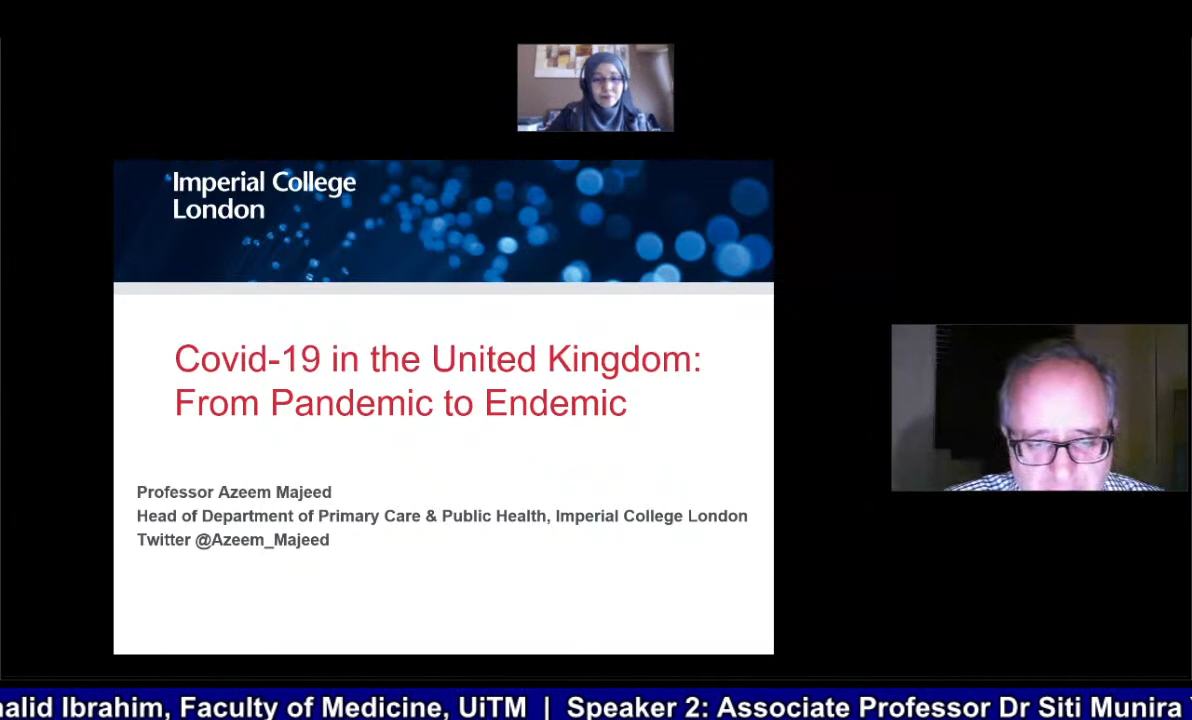 Imperial College
London
Covid-19 in the United Kingdom:
From Pandemic to Endemic
Professor Azeem Majeed
Head of Department of Primary Care & Public Health, Imperial College London
Twitter @Azeem_Majeed
alid Ibrahim, Faculty of Medicine, UiTM | Speaker 2: Associate Professor Dr Siti Munira